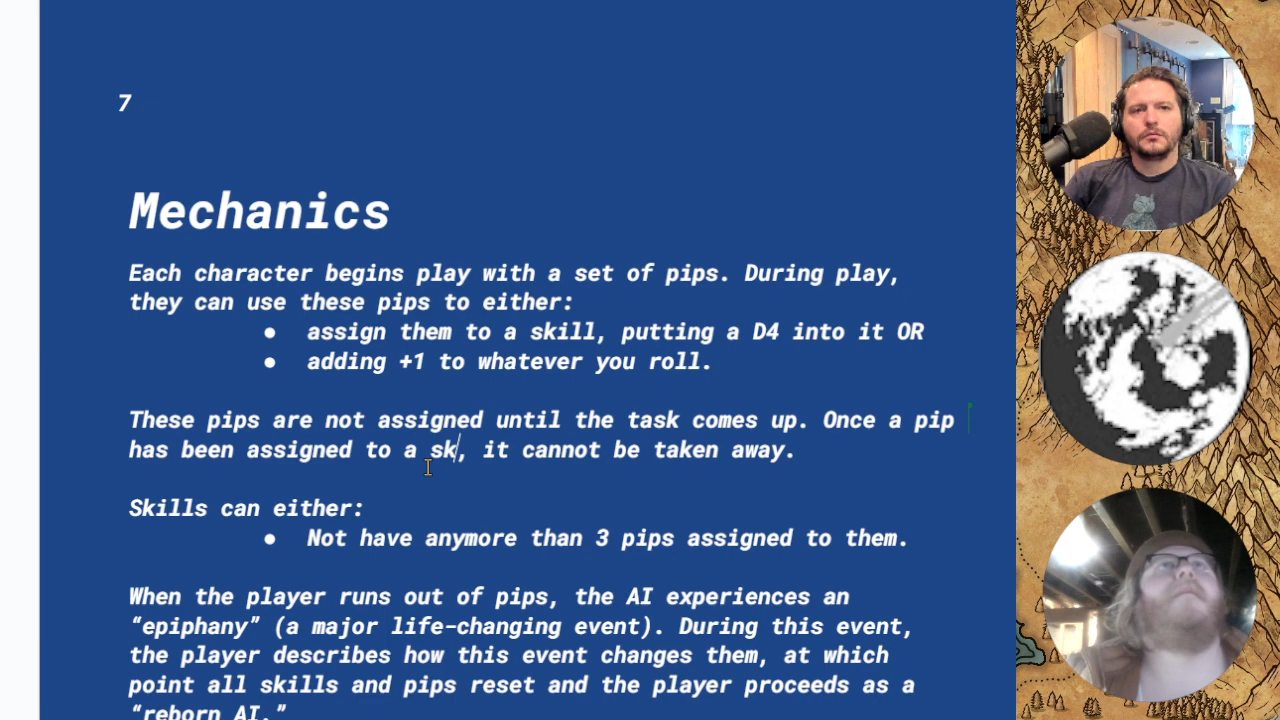 7
Mechanics
Each character begins play with a set of pips. During play,
they can use these pips to either:
● assign them to a skill, putting a D4 into it OR
● adding +1 to whatever you roll.
These pips are not assigned until the task comes up. Once a pip
has been assigned to a sk, it cannot be taken away.
Skills can either:
● Not have anymore than 3 pips assigned to them.
When the player runs out of pips, the AI experiences an
“epiphany” (a major life-changing event). During this event,
the player describes how this event changes them, at which
point all skills and pips reset and the player proceeds as a
“reborn AI.”